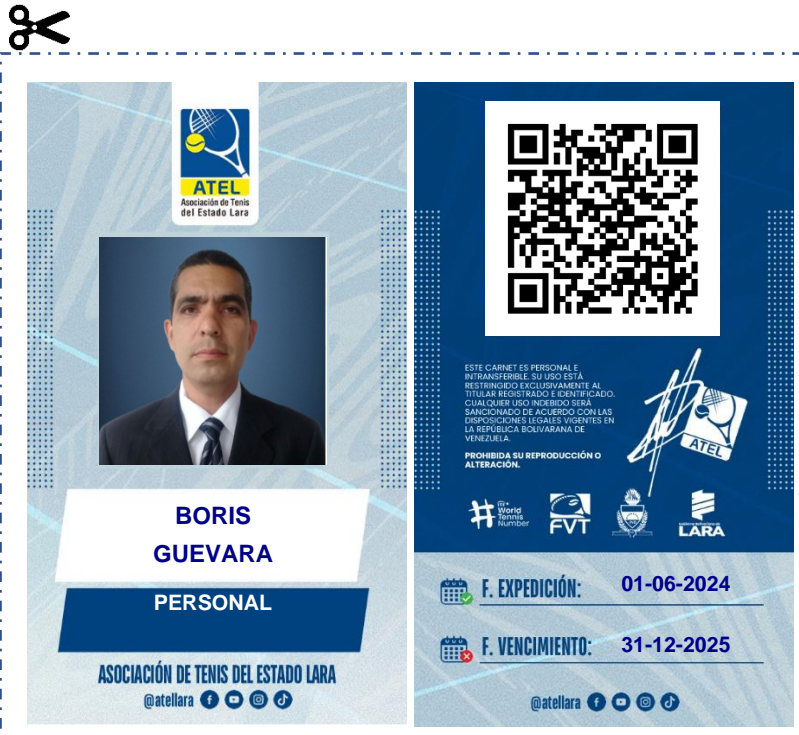 ATEL
Asociación de Tenis
del Estado Lara
BORIS
GUEVARA
PERSONAL
ASOCIACIÓN DE TENIS DEL ESTADO LARA
@atellara
ESTE CARNET ES PERSONAL E
INTRANSFERIBLE. SU USO ESTÁ
RESTRINGIDO EXCLUSIVAMENTE AL
TITULAR REGISTRADO E IDENTIFICADO.
CUALQUIER USO INDEBIDO SERÁ
SANCIONADO DE ACUERDO CON LAS
DISPOSICIONES LEGALES VIGENTES EN
LA REPÚBLICA BOLIVARANA DE
VENEZUELA.
PROHIBIDA SU REPRODUCCIÓN O
ALTERACIÓN.
ATEL
World
Tennis
Number
FVT
LARA
F. EXPEDICIÓN: 01-06-2024
F. VENCIMIENTO: 31-12-2025
@atellara